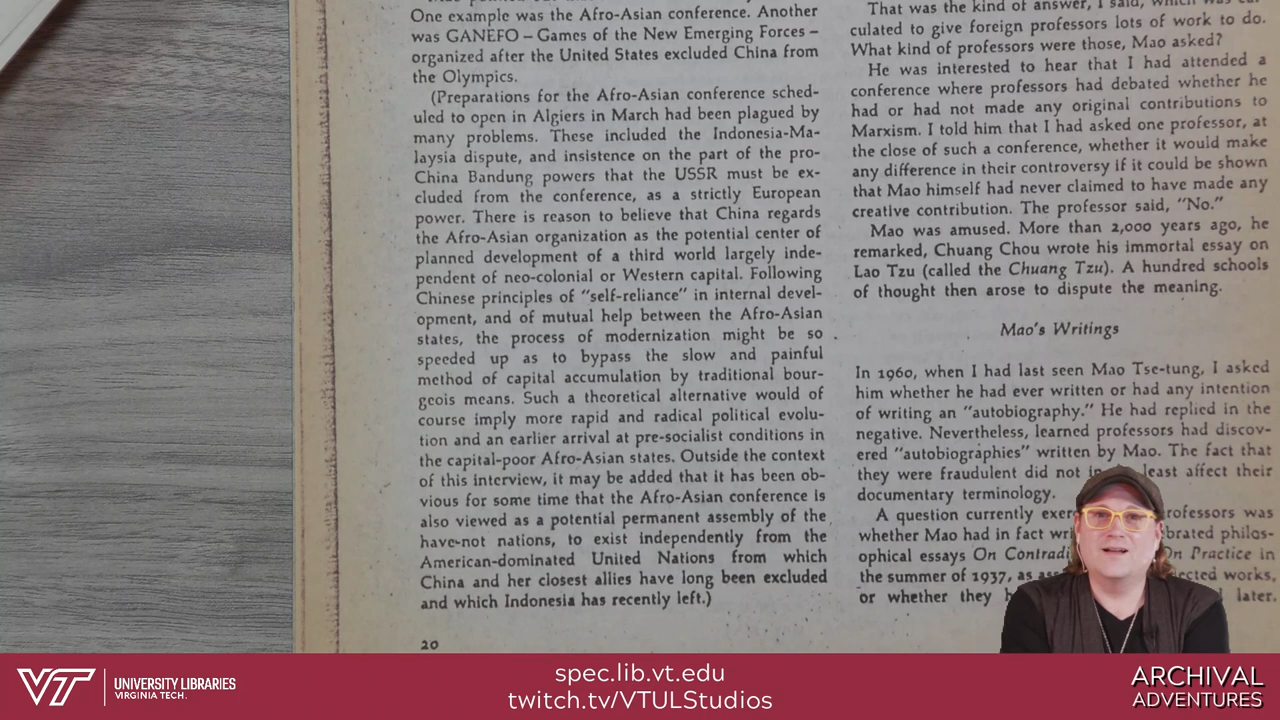 One example was the Afro-Asian conference. Another
was GANEFO – Games of the New Emerging Forces –
organized after the United States excluded China from
the Olympics.
(Preparations for the Afro-Asian conference sched-
uled to open in Algiers in March had been plagued by
many problems. These included the Indonesia-Ma-
laysia dispute, and insistence on the part of the pro-
China Bandung powers that the USSR must be ex-
cluded from the conference, as a strictly European
power. There is reason to believe that China regards
the Afro-Asian organization as the potential center of
planned development of a third world largely inde-
pendent of neo-colonial or Western capital. Following
Chinese principles of "self-reliance" in internal devel-
opment, and of mutual help between the Afro-Asian
states, the process of modernization might be so
speeded up as to bypass the slow and painful
method of capital accumulation by traditional bour-
geois means. Such a theoretical alternative would of
course imply more rapid and radical political evolu-
tion and an earlier arrival at pre-socialist conditions in
the capital-poor Afro-Asian states. Outside the context
of this interview, it may be added that it has been ob-
vious for some time that the Afro-Asian conference is
also viewed as a potential permanent assembly of the
have-not nations, to exist independently from the
American-dominated United Nations from which
China and her closest allies have long been excluded
and which Indonesia has recently left.)
20
That was the kind of answer, I said, which was cal-
culated to give foreign professors lots of work to do.
What kind of professors were those, Mao asked?
He was interested to hear that I had attended a
conference where professors had debated whether he
had or had not made any original contributions to
Marxism. I told him that I had asked one professor, at
the close of such a conference, whether it would make
any difference in their controversy if it could be shown
that Mao himself had never claimed to have made any
creative contribution. The professor said, "No."
Mao was amused. More than 2,000 years ago, he
remarked, Chuang Chou wrote his immortal essay on
Lao Tzu (called the Chuang Tzu). A hundred schools
of thought then arose to dispute the meaning.
Mao's Writings
In 1960, when I had last seen Mao Tse-tung, I asked
him whether he had ever written or had any intention
of writing an "autobiography." He had replied in the
negative. Nevertheless, learned professors had discov-
ered "autobiographies" written by Mao. The fact that
they were fraudulent did not in least affect their
documentary terminology.
A question currently rofessors was
whether Mao had in fact philos-
ophical essays On On Practice in
the summer of 1937, as works,
or whether they later.
VT UNIVERSITY LIBRARIES
VIRGINIA TECH.
spec.lib.vt.edu
twitch.tv/VTULStudios
ARCHIVAL
ADVENTURES